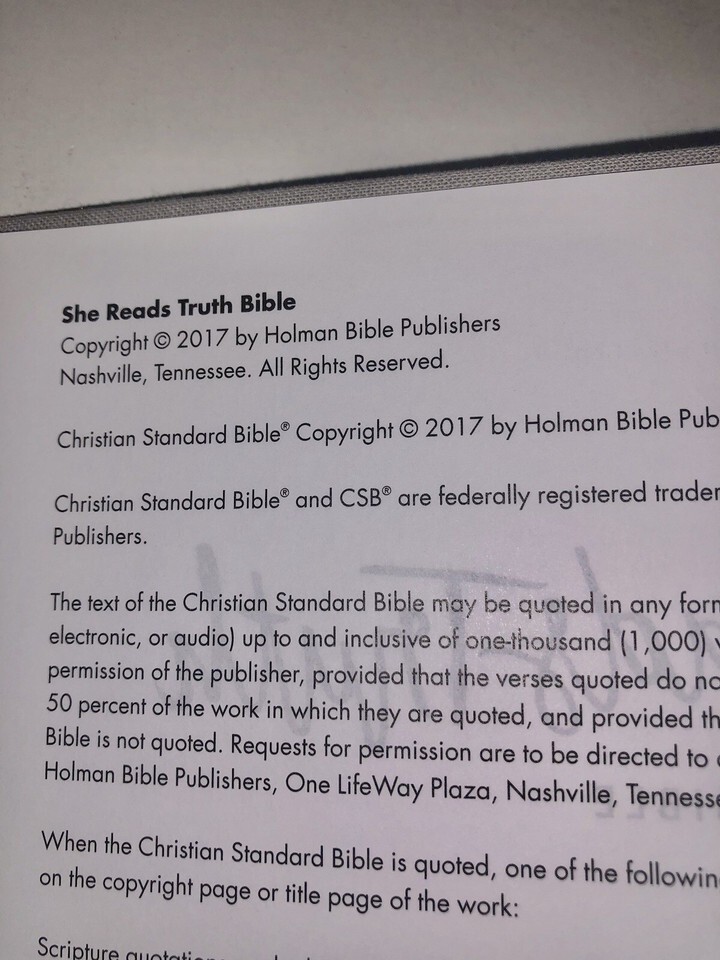 She Reads Truth Bible
Copyright © 2017 by Holman Bible Publishers
Nashville, Tennessee. All Rights Reserved.
Christian Standard Bible® Copyright © 2017 by Holman Bible Pub
Christian Standard Bible® and CSB® are federally registered trader
Publishers.
The text of the Christian Standard Bible may be quoted in any form
electronic, or audio) up to and inclusive of one-thousand (1,000) v
permission of the publisher, provided that the verses quoted do no
50 percent of the work in which they are quoted, and provided th
Bible is not quoted. Requests for permission are to be directed to
Holman Bible Publishers, One LifeWay Plaza, Nashville, Tennesse
When the Christian Standard Bible is quoted, one of the followin
on the copyright page or title page of the work:
Scripture